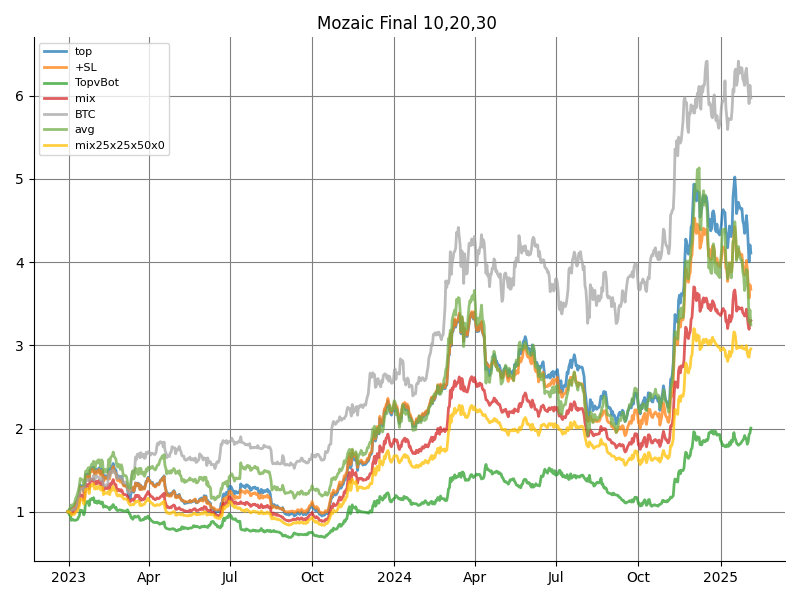 Mozaic Final 10,20,30
top
+SL
TopvBot
mix
BTC
avg
mix25x25x50x0
6
5
4
3
2
1
2023 Apr Jul Oct 2024 Apr Jul Oct 2025